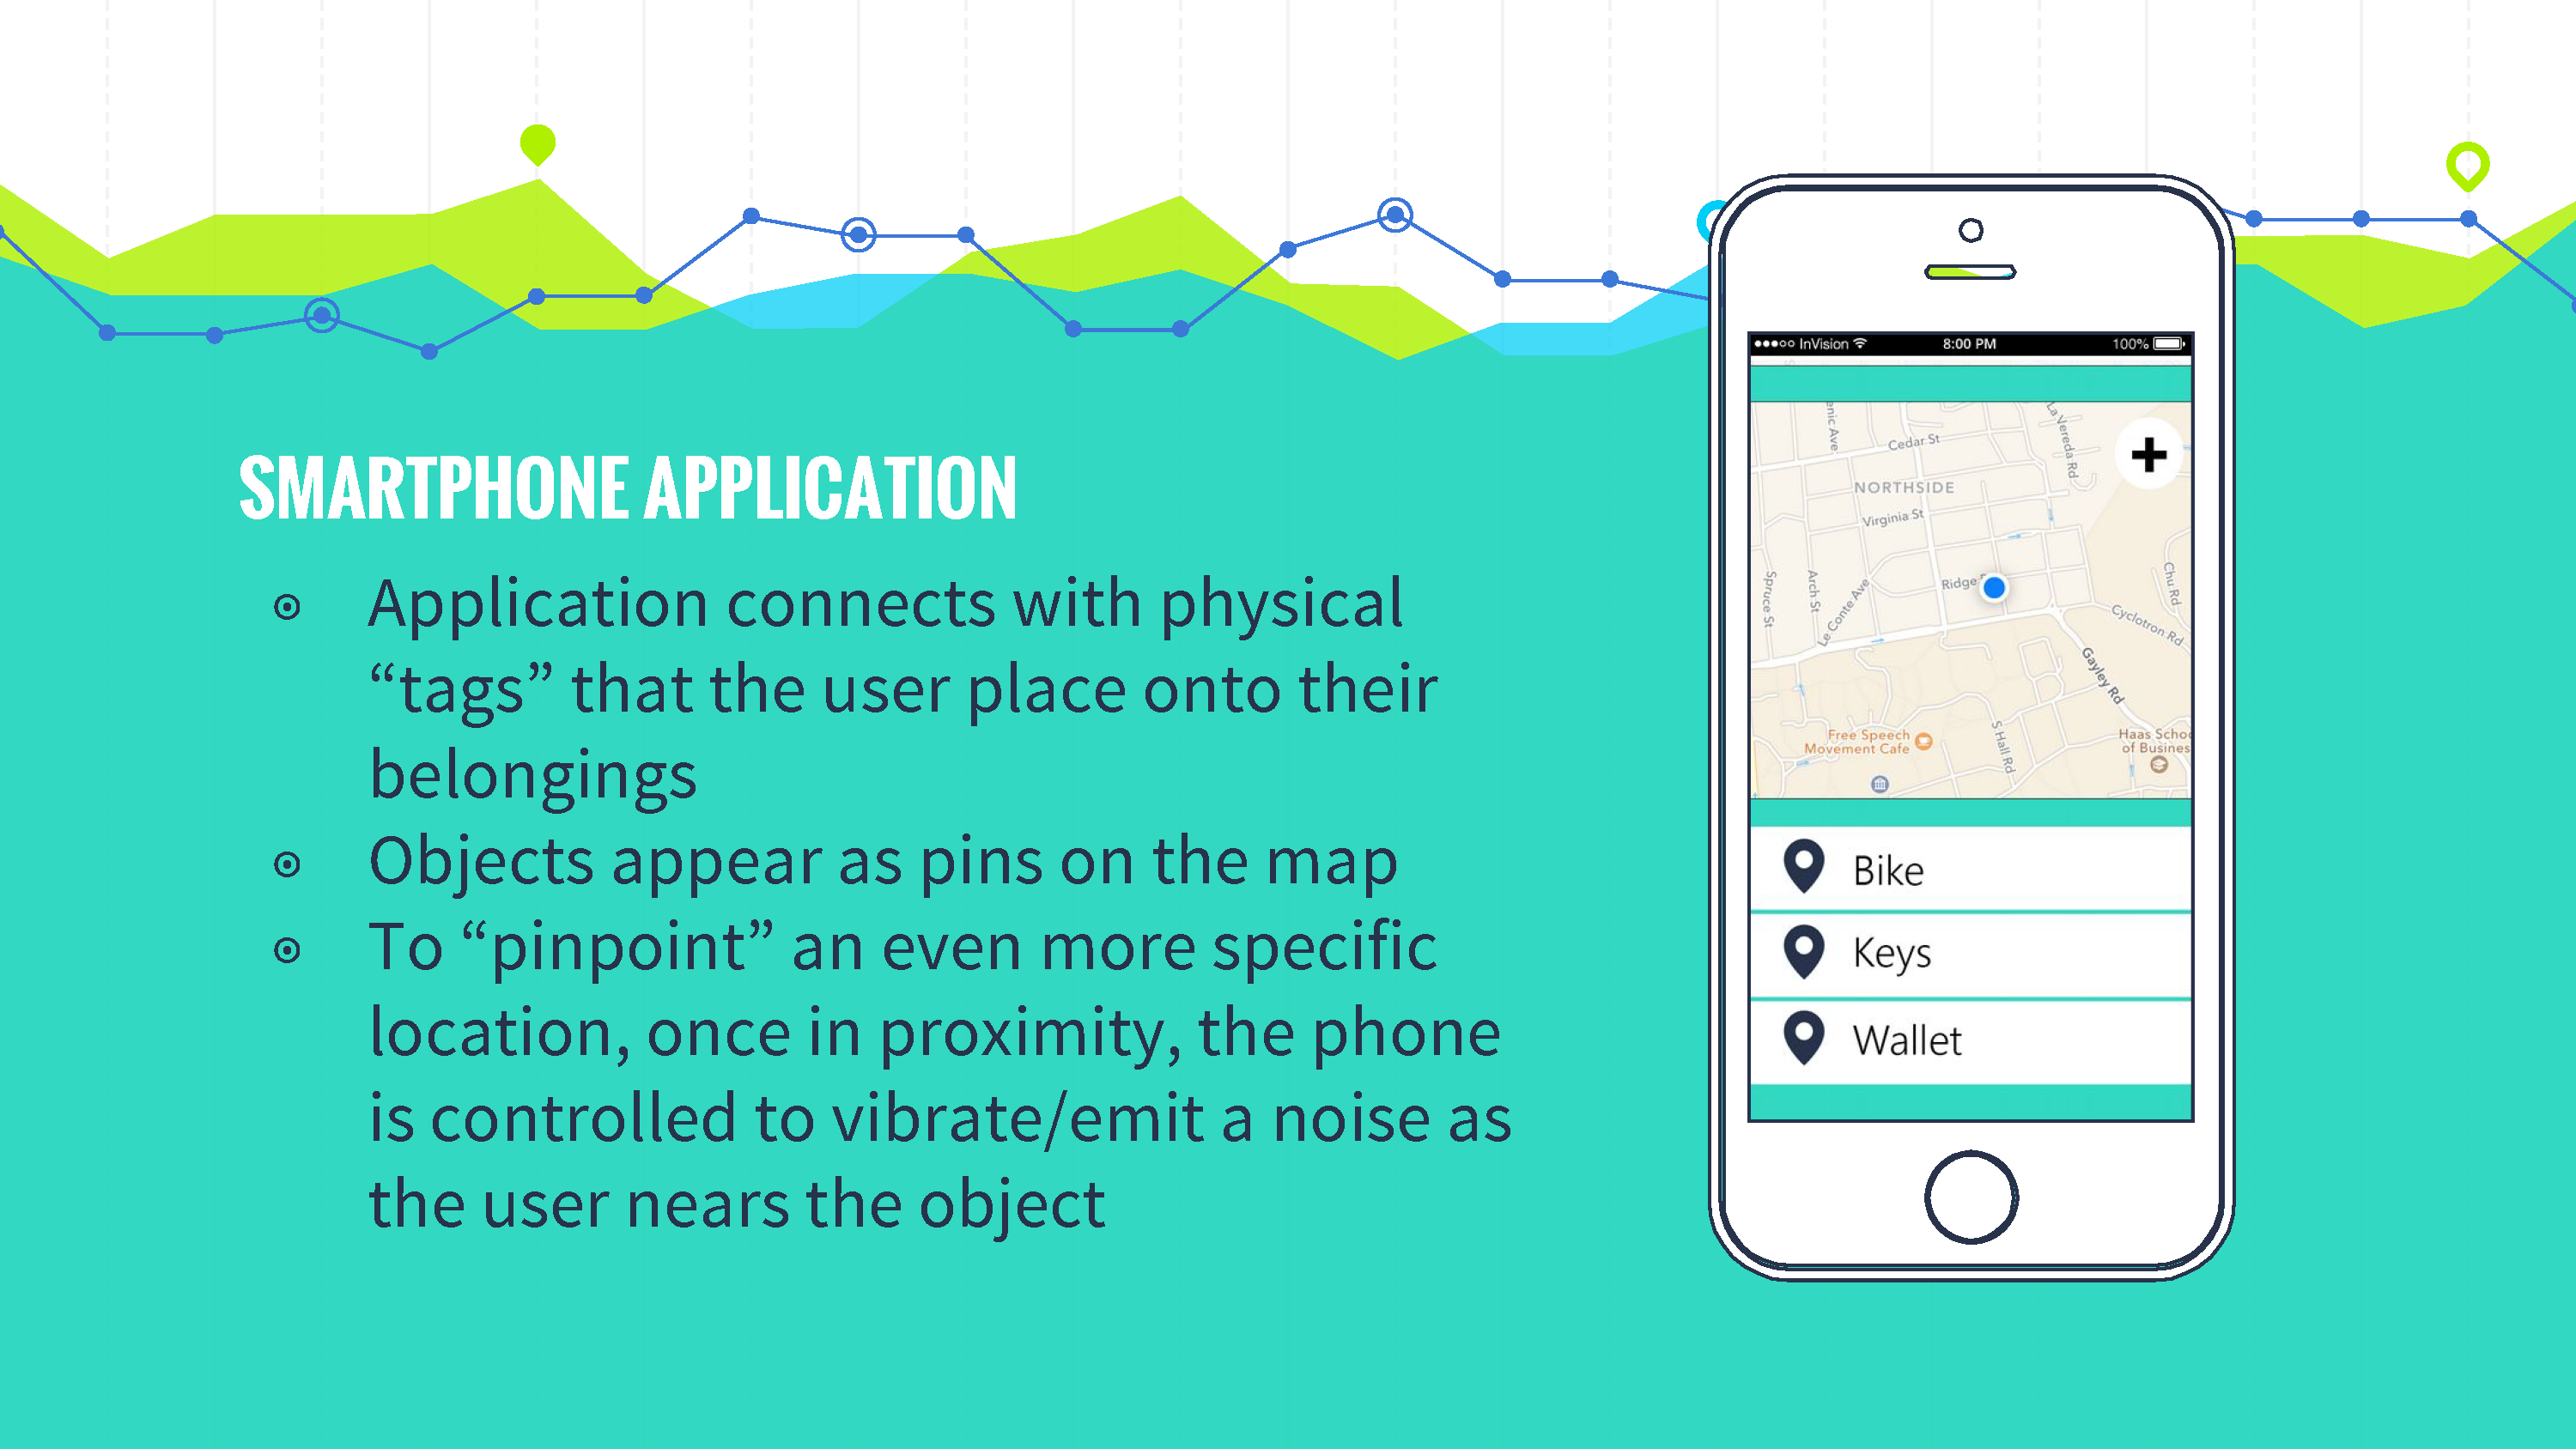 SMARTPHONE APPLICATION
Application connects with physical
“tags” that the user place onto their
belongings
Objects appear as pins on the map
To “pinpoint” an even more specific
location, once in proximity, the phone
is controlled to vibrate/emit a noise as
the user nears the object
InVision 8:00 PM 100%
enic Ave
La Vereda Rd
Cedar St
NORTHSIDE
Virginia St
Spruce St
Arch St
Le Conte Ave
Ridge
Chu Rd
Cyclotron Rd
Gayley Rd
Free Speech
Movement Cafe
S Hall Rd
Haas Schoo
of Busines
Bike
Keys
Wallet